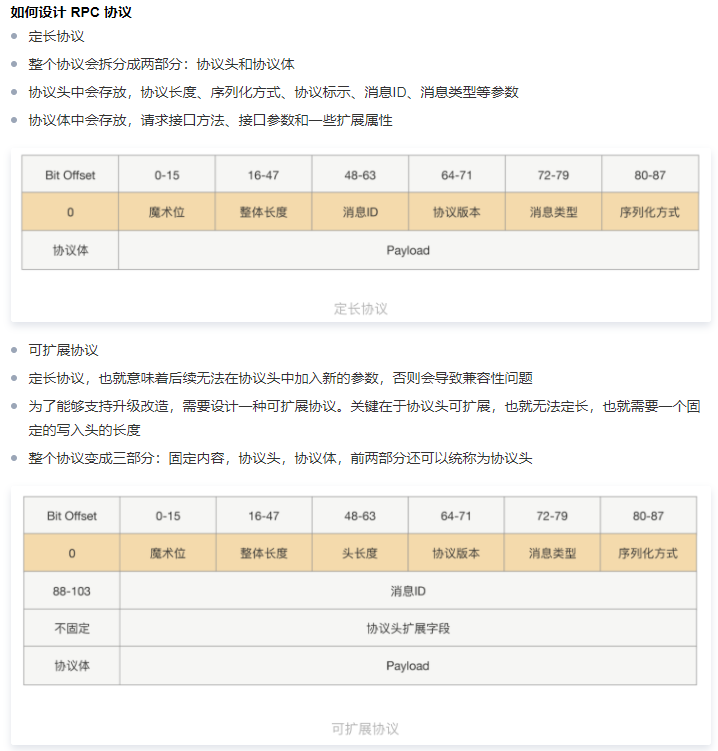 如何设计 RPC 协议
定长协议
整个协议会拆分成两部分：协议头和协议体
协议头中会存放，协议长度、序列化方式、协议标示、消息ID、消息类型等参数
协议体中会存放，请求接口方法、接口参数和一些扩展属性
Bit Offset 0-15 16-47 48-63 64-71 72-79 80-87
0 魔术位 整体长度 消息ID 协议版本 消息类型 序列化方式
协议体 Payload
定长协议
可扩展协议
定长协议，也就意味着后续无法在协议头中加入新的参数，否则会导致兼容性问题
为了能够支持升级改造，需要设计一种可扩展协议。关键在于协议头可扩展，也就无法定长，也就需要一个固
定的写入头的长度
整个协议变成三部分：固定内容，协议头，协议体，前两部分还可以统称为协议头
Bit Offset 0-15 16-47 48-63 64-71 72-79 80-87
0 魔术位 整体长度 头长度 协议版本 消息类型 序列化方式
88-103 消息ID
不固定 协议头扩展字段
协议体 Payload
可扩展协议